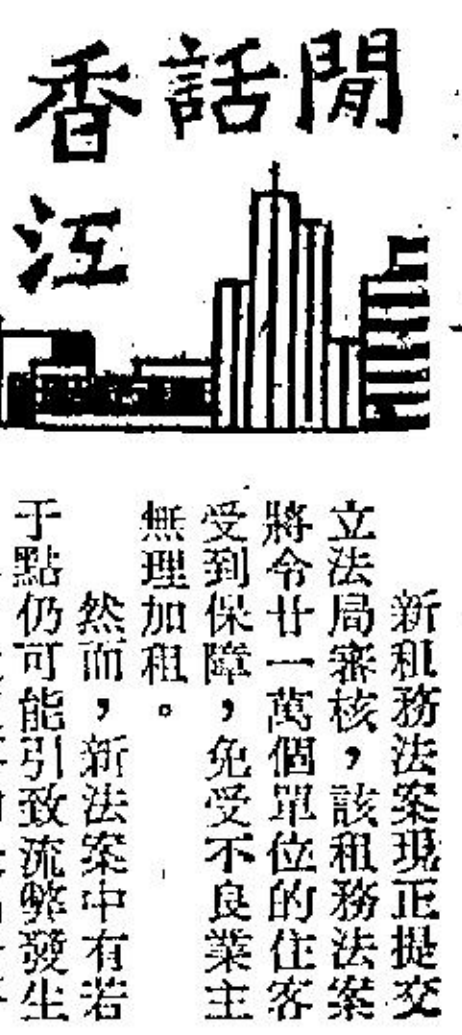 閒話香
江
新租務法案現正提交
立法局審核，該租務法案
將令廿一萬個單位的住客
受到保障，免受不良業主
無理加租。
然而，新法案中有若
于點仍可能引致流弊發生